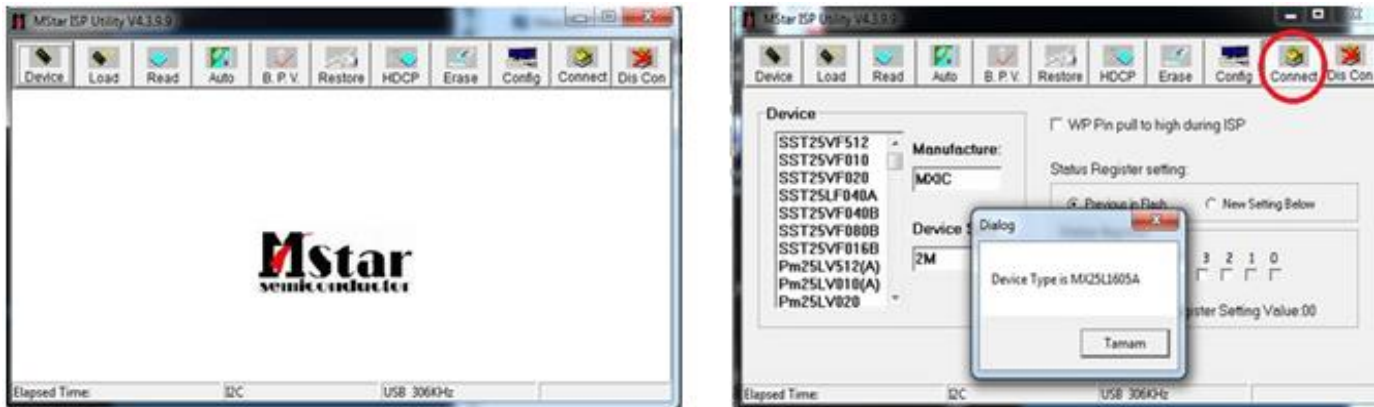 MStar ISP Utility V4.3.9.9
Device Load Read Auto B. P. V. Restore HDCP Erase Config Connect Dis Con
MStar
semiconductor
Elapsed Time: I2C USB 306KHz
MStar ISP Utility V4.3.9.9
Device Load Read Auto B. P. V. Restore HDCP Erase Config Connect Dis Con
Device
SST25VF512
SST25VF010
SST25VF020
SST25LF040A
SST25VF040B
SST25VF080B
SST25VF016B
Pm25LV512(A)
Pm25LV010(A)
Pm25LV020
Manufacture:
MXIC
Device S
2M
WP Pin pull to high during ISP
Status Register setting:
Previous in Flash New Setting Below
3 2 1 0
gister Setting Value:00
Dialog
Device Type is MX25L1605A
Tamam
Elapsed Time: I2C USB 306KHz